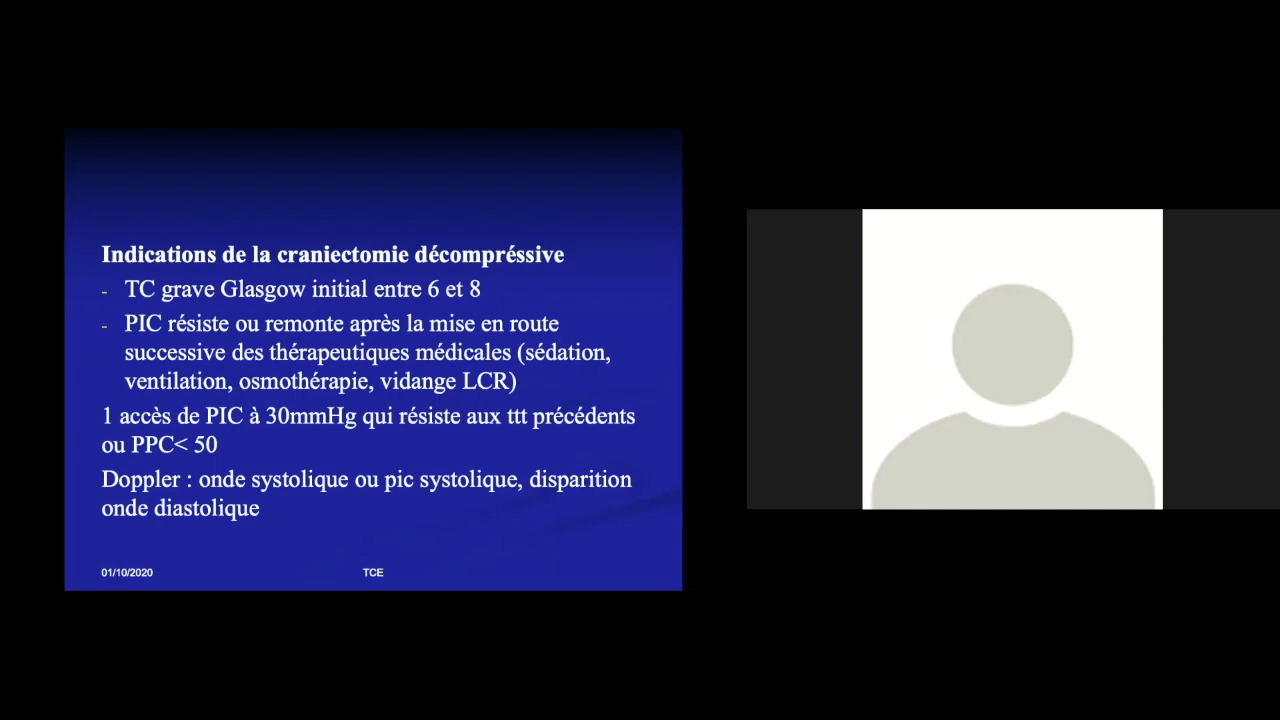 Indications de la craniectomie décompréssive
- TC grave Glasgow initial entre 6 et 8
- PIC résiste ou remonte après la mise en route
successive des thérapeutiques médicales (sédation,
ventilation, osmothérapie, vidange LCR)
1 accès de PIC à 30mmHg qui résiste aux ttt précédents
ou PPC< 50
Doppler : onde systolique ou pic systolique, disparition
onde diastolique
01/10/2020 TCE